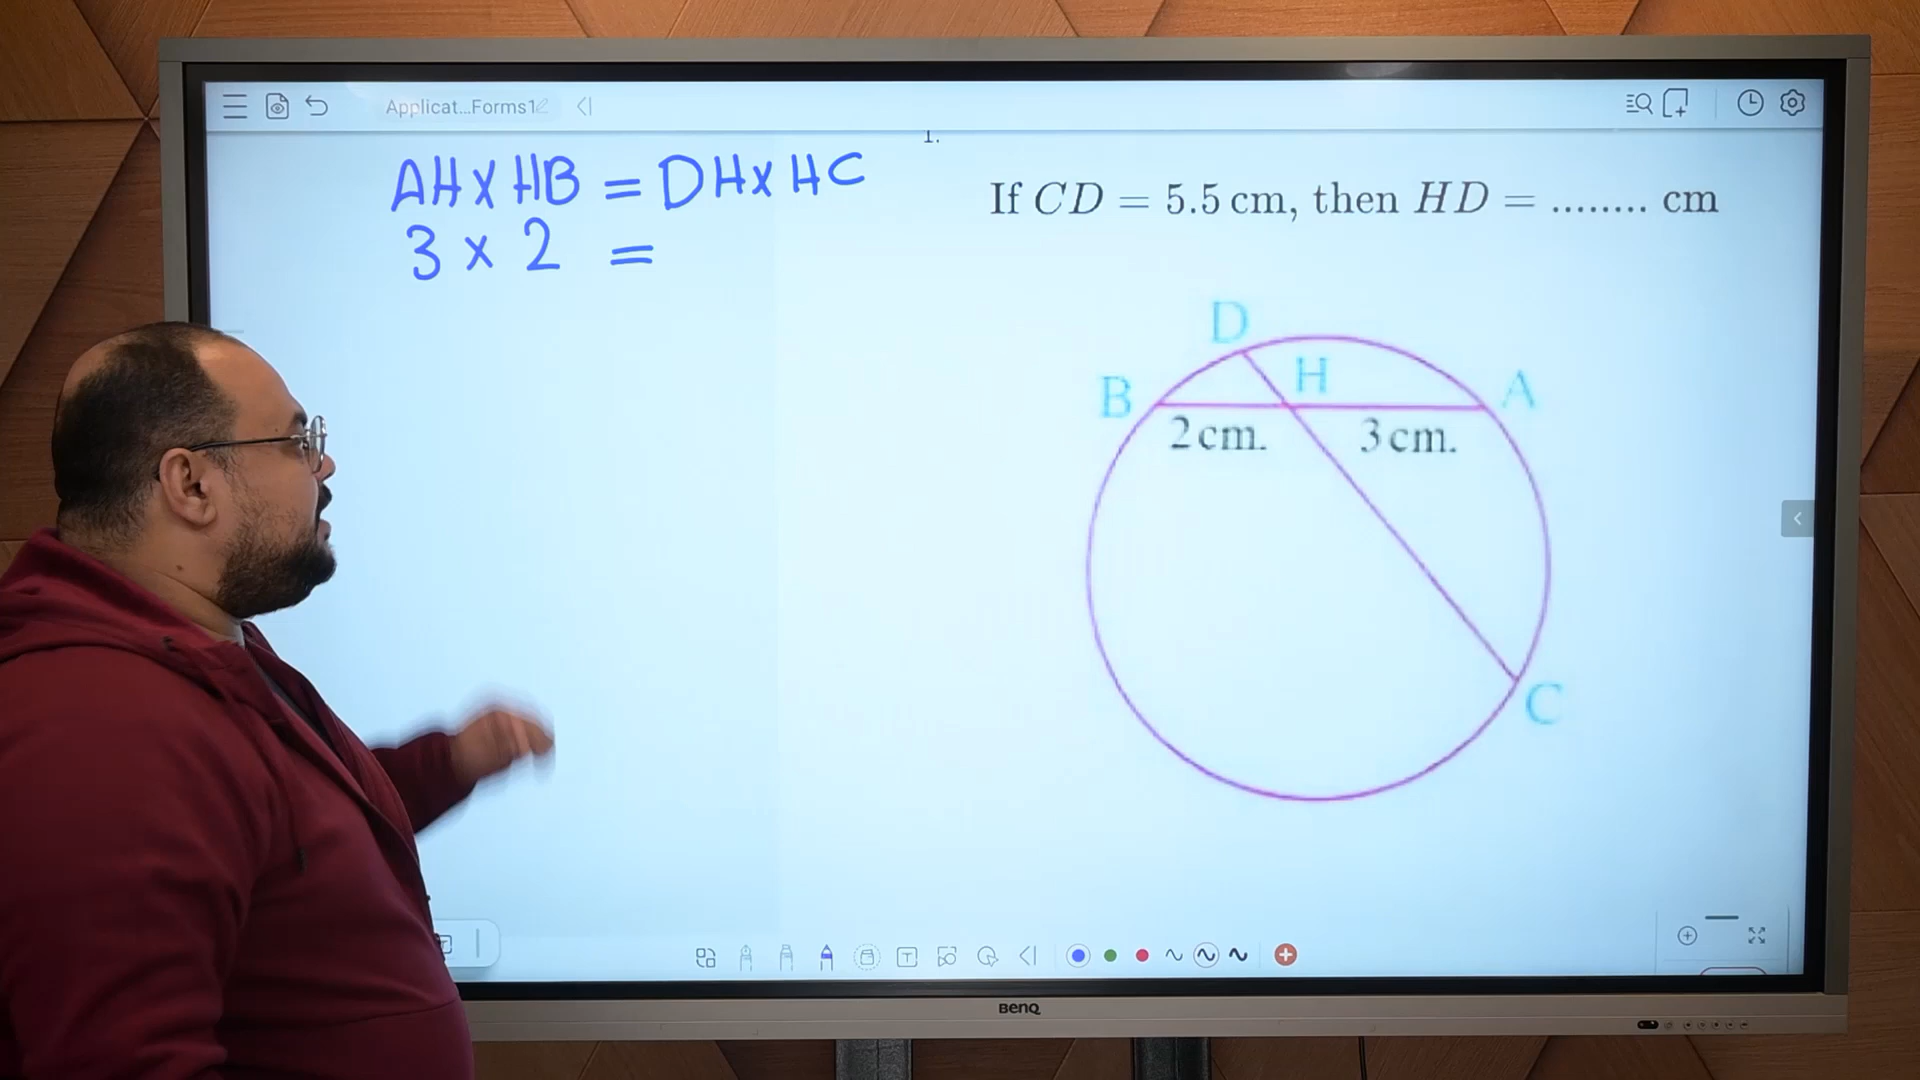 Applicat...Forms1
1.
AH x HB = DH x HC
3 x 2 =
If CD = 5.5 cm, then HD = ........ cm
D
H
B
A
2 cm.
3 cm.
C
T
BenQ